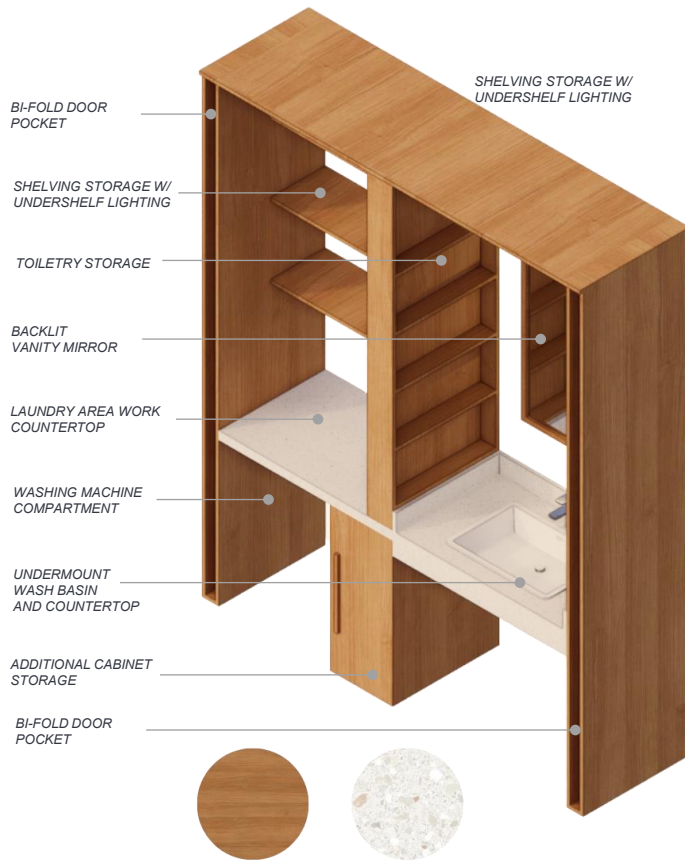 SHELVING STORAGE W/
UNDERSHELF LIGHTING
BI-FOLD DOOR
POCKET
SHELVING STORAGE W/
UNDERSHELF LIGHTING
TOILETRY STORAGE
BACKLIT
VANITY MIRROR
LAUNDRY AREA WORK
COUNTERTOP
WASHING MACHINE
COMPARTMENT
UNDERMOUNT
WASH BASIN
AND COUNTERTOP
ADDITIONAL CABINET
STORAGE
BI-FOLD DOOR
POCKET